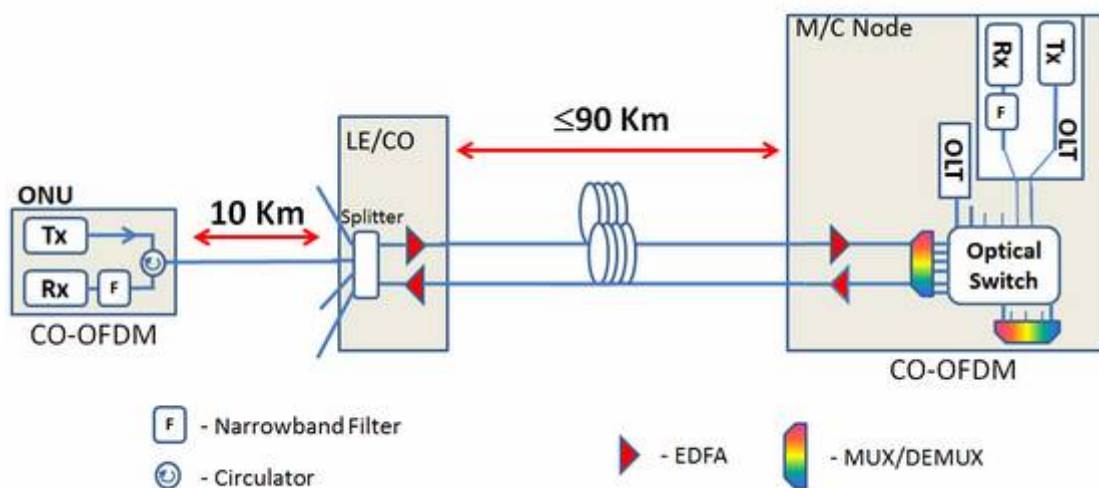 M/C Node
Rx
Tx
F
OLT
OLT
≤90 Km
LE/CO
ONU
10 Km
Splitter
Tx
Rx
F
Optical
Switch
CO-OFDM
CO-OFDM
F
- Narrowband Filter
- EDFA
- MUX/DEMUX
- Circulator